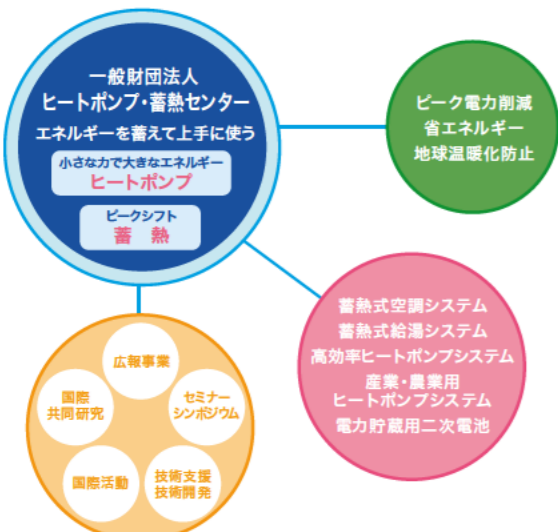 一般財団法人
ヒートポンプ・蓄熱センター
エネルギーを蓄えて上手に使う
小さな力で大きなエネルギー
ヒートポンプ
ピークシフト
蓄 熱
ピーク電力削減
省エネルギー
地球温暖化防止
蓄熱式空調システム
蓄熱式給湯システム
高効率ヒートポンプシステム
産業・農業用
ヒートポンプシステム
電力貯蔵用二次電池
広報事業
国際
共同研究
セミナー
シンポジウム
国際活動
技術支援
技術開発